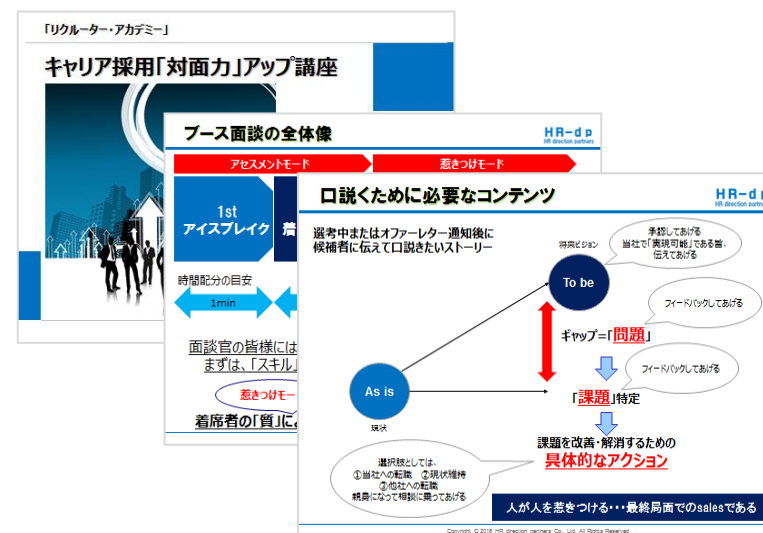 「リクルーター・アカデミー」
キャリア採用「対面力」アップ講座
ブース面談の全体像
HR-dp
HR direction partners
アセスメントモード
惹きつけモード
1st
アイスブレイク
着
時間配分の目安
1min
面談官の皆様には
まずは、「スキル」
惹きつけモー
着席者の「質」によ
口説くために必要なコンテンツ
HR-dp
HR direction partne
選考中またはオファーレター通知後に
候補者に伝えて口説きたいストーリー
将来ビジョン
To be
承認してあげる
当社で「実現可能」である旨、
伝えてあげる
フィードバックしてあげる
ギャップ=「問題」
フィードバックしてあげる
As is
現状
「課題」特定
課題を改善・解消するための
具体的なアクション
選択肢としては、
①当社への転職 ②現状維持
③他社への転職
親身になって相談に乗ってあげる
人が人を惹きつける・・・最終局面でのsalesである
Copyright © 2016 HR direction partners Co., Ltd. All Rights Reserved